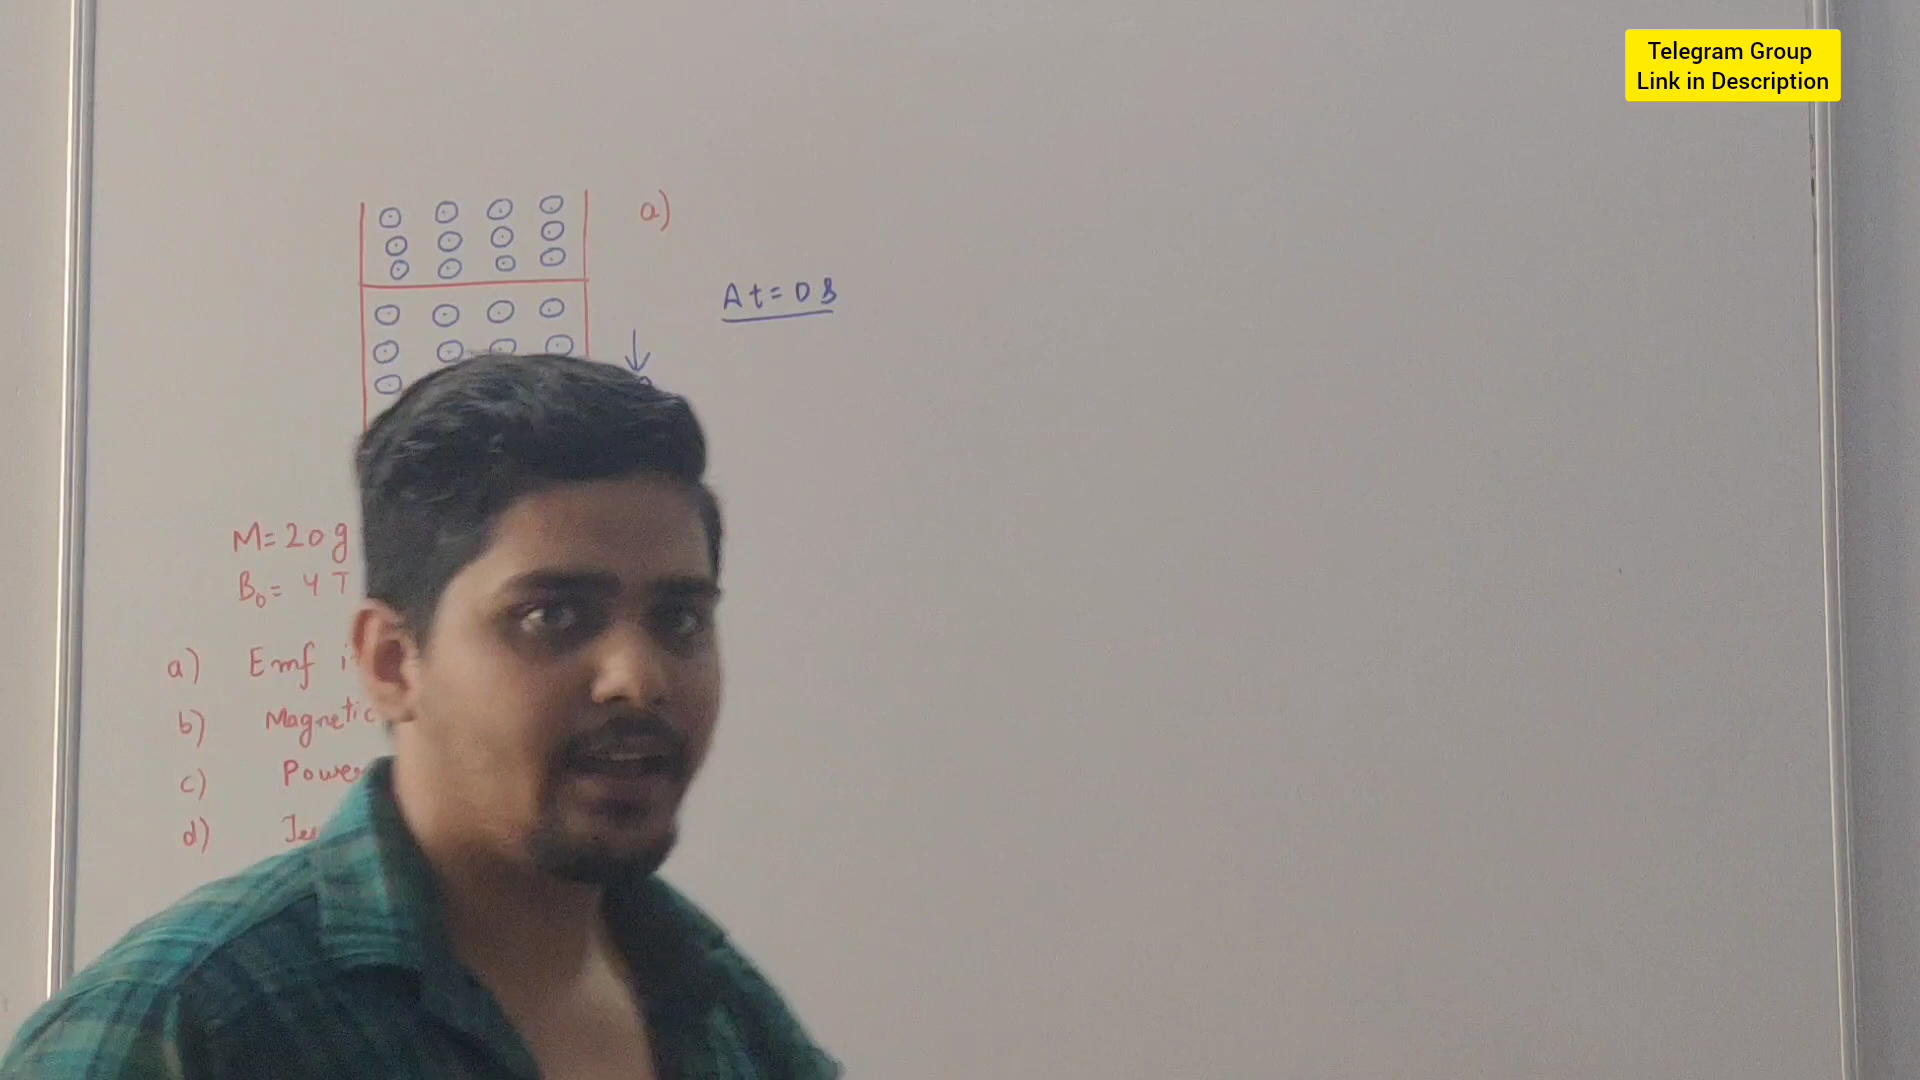 Telegram Group
Link in Description
a)
At = 0 s
M = 20 g
B₀ = 4 T
a) Emf
b) Magnetic
c) Power
d)